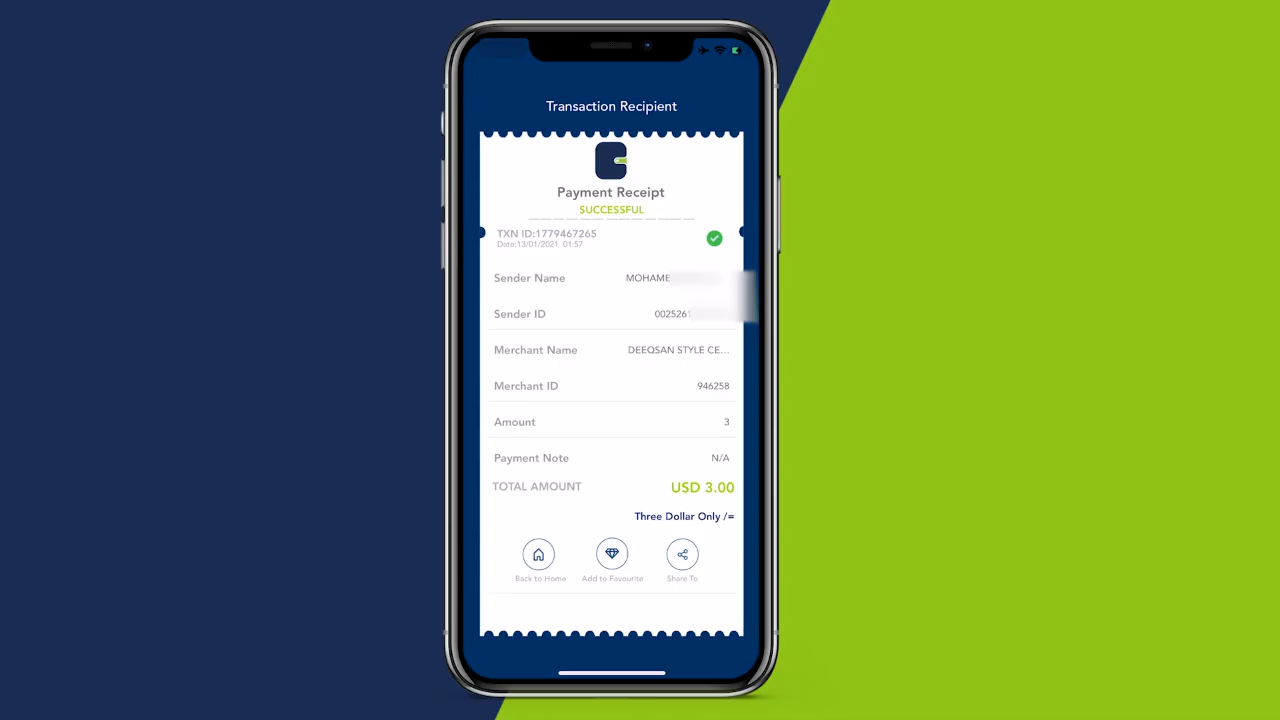 Transaction Recipient
Payment Receipt
SUCCESSFUL
TXN ID:1779467265
Date:13/01/2021 01:57
Sender Name MOHAME
Sender ID 0025261
Merchant Name DEEQSAN STYLE CE...
Merchant ID 946258
Amount 3
Payment Note N/A
TOTAL AMOUNT USD 3.00
Three Dollar Only /=
Back to Home Add to Favourite Share To